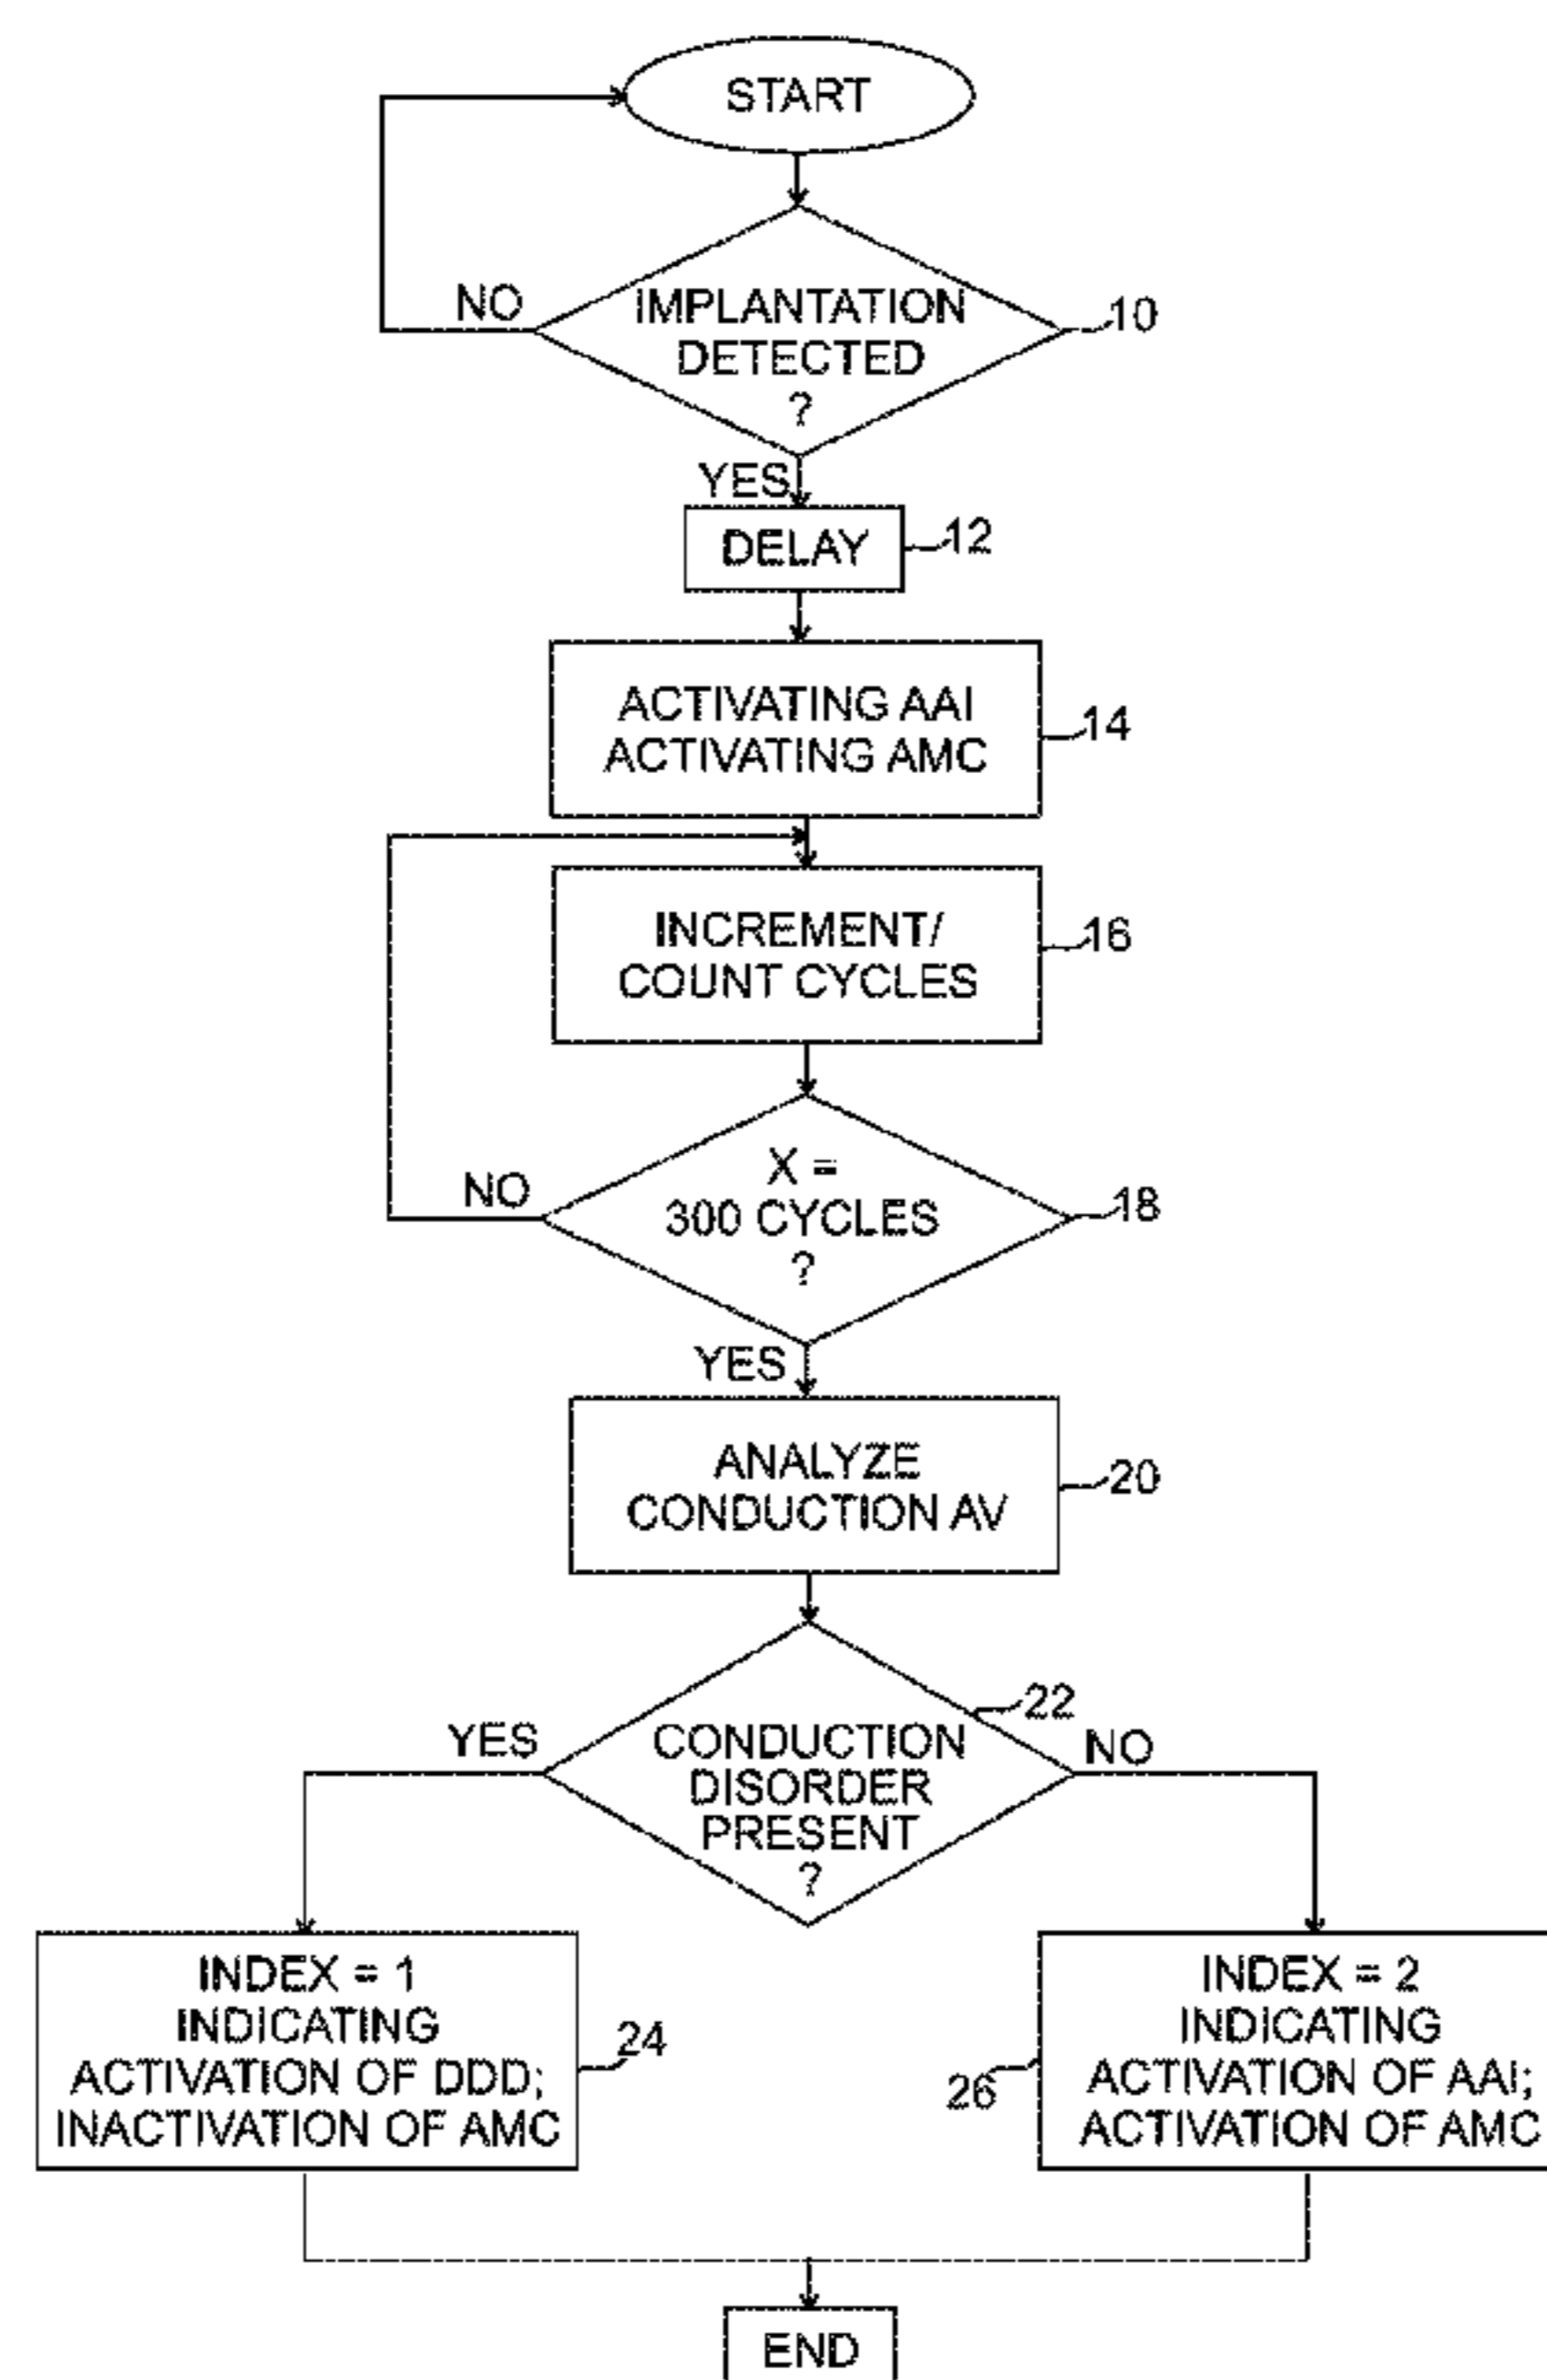 START
NO
IMPLANTATION
DETECTED
?
10
YES
DELAY
12
ACTIVATING AAI
ACTIVATING AMC
14
INCREMENT/
COUNT CYCLES
16
NO
X =
300 CYCLES
?
18
YES
ANALYZE
CONDUCTION AV
20
22
YES
CONDUCTION
DISORDER
PRESENT
?
NO
INDEX = 1
INDICATING
ACTIVATION OF DDD;
INACTIVATION OF AMC
24
INDEX = 2
INDICATING
ACTIVATION OF AAI;
ACTIVATION OF AMC
26
END